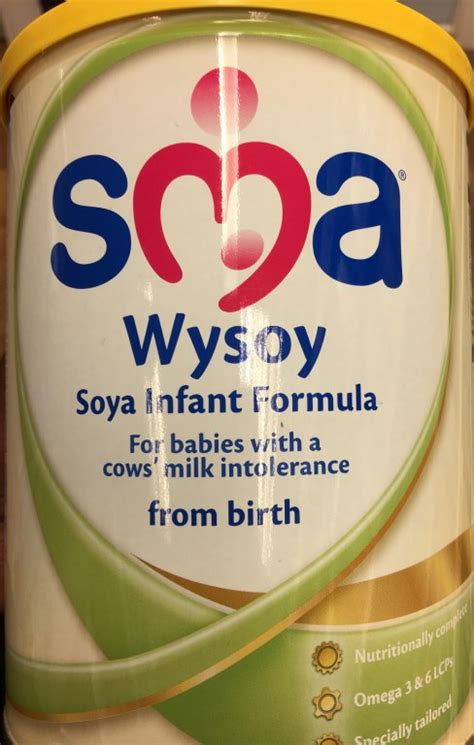 sma®
Wysoy
Soya Infant Formula
For babies with a
cows' milk intolerance
from birth
Nutritionally complete
Omega 3 & 6 LCPs
Specially tailored